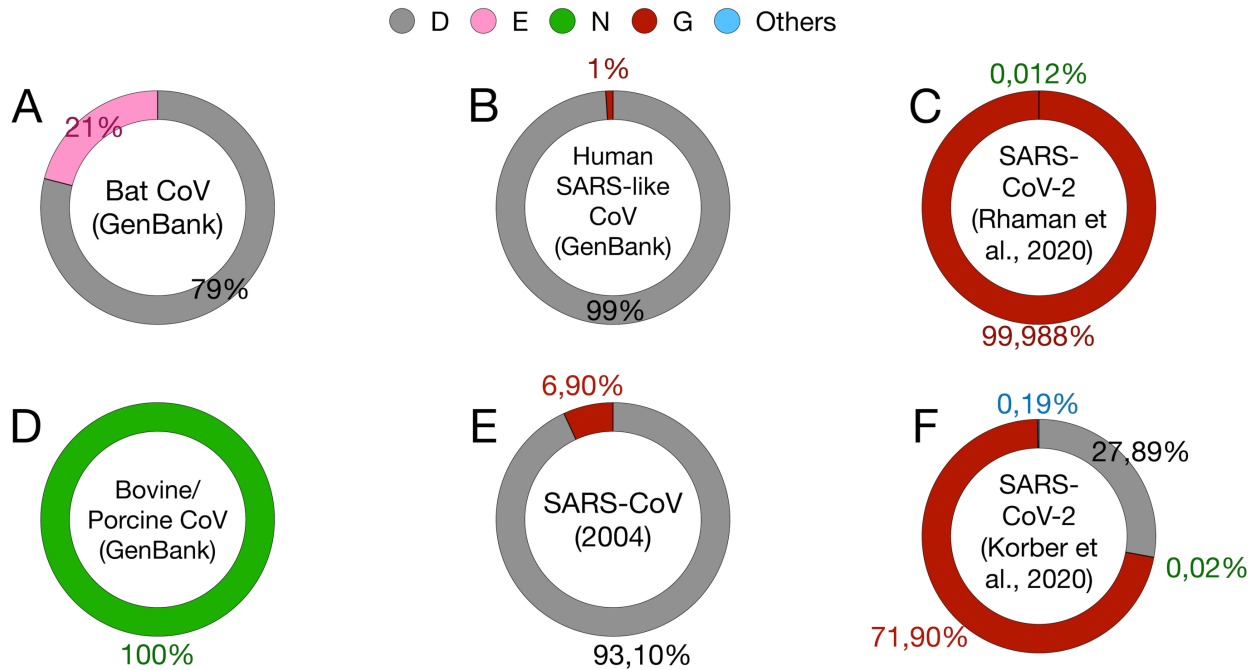 D E N G Others
A
21%
Bat CoV
(GenBank)
79%
B
1%
Human
SARS-like
CoV
(GenBank)
99%
C
0,012%
SARS-
CoV-2
(Rhaman et
al., 2020)
99,988%
D
Bovine/
Porcine CoV
(GenBank)
100%
E
6,90%
SARS-CoV
(2004)
93,10%
F
0,19%
27,89%
SARS-
CoV-2
(Korber et
al., 2020)
0,02%
71,90%